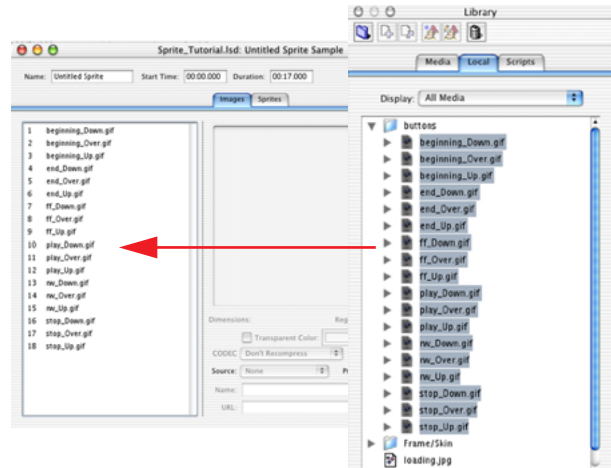 Sprite_Tutorial.lsd: Untitled Sprite Sample
Name: Untitled Sprite Start Time: 00:00.000 Duration: 00:17.000
Images Sprites
1 beginning_Down.gif
2 beginning_Over.gif
3 beginning_Up.gif
4 end_Down.gif
5 end_Over.gif
6 end_Up.gif
7 ff_Down.gif
8 ff_Over.gif
9 ff_Up.gif
10 play_Down.gif
11 play_Over.gif
12 play_Up.gif
13 rw_Down.gif
14 rw_Over.gif
15 rw_Up.gif
16 stop_Down.gif
17 stop_Over.gif
18 stop_Up.gif
Dimensions: Reg
Transparent Color:
CODEC Don't Recompress
Source: None P
Name:
URL:
Library
Media Local Scripts
Display: All Media
buttons
beginning_Down.gif
beginning_Over.gif
beginning_Up.gif
end_Down.gif
end_Over.gif
end_Up.gif
ff_Down.gif
ff_Over.gif
ff_Up.gif
play_Down.gif
play_Over.gif
play_Up.gif
rw_Down.gif
rw_Over.gif
rw_Up.gif
stop_Down.gif
stop_Over.gif
stop_Up.gif
Frame/Skin
loading.jpg